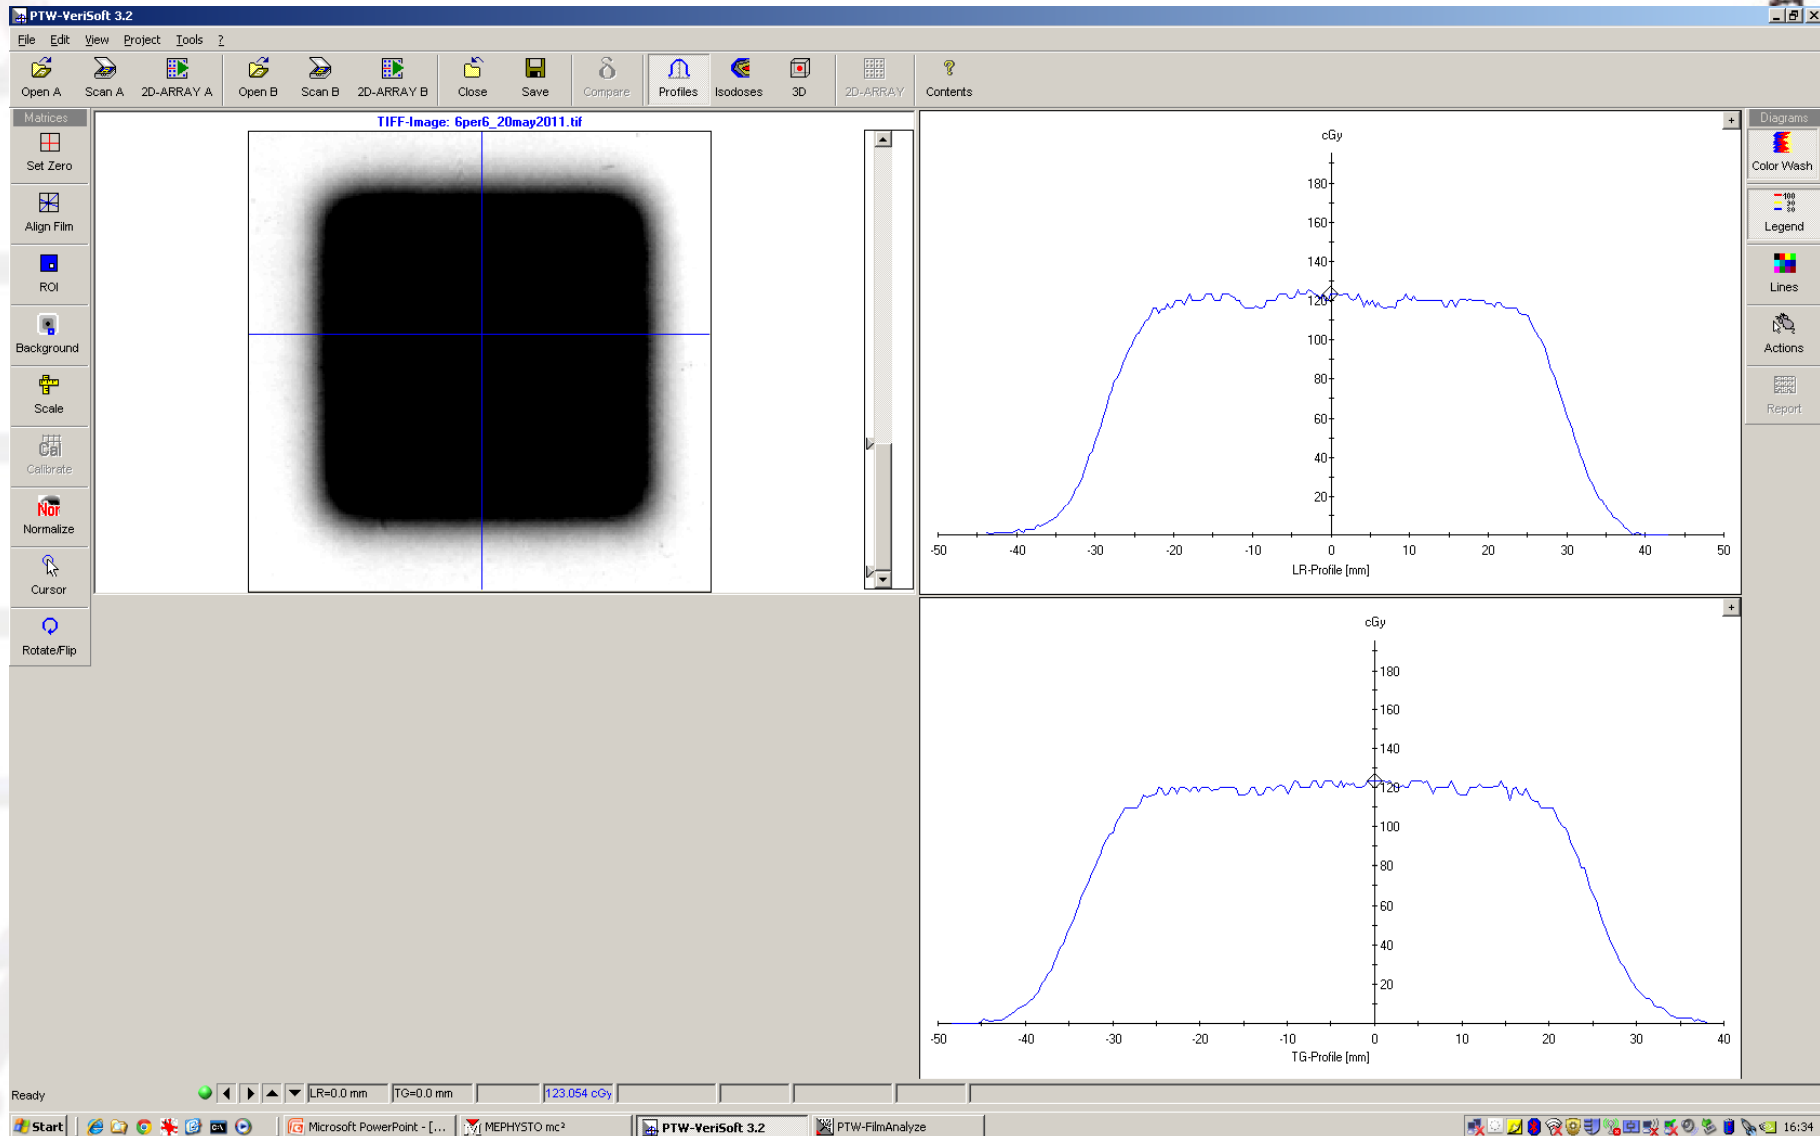 PTW-VeriSoft 3.2
File Edit View Project Tools ?
Open A Scan A 2D-ARRAY A Open B Scan B 2D-ARRAY B Close Save Compare Profiles Isodoses 3D 2D-ARRAY Contents
Matrices
Set Zero
Align Film
ROI
Background
Scale
Cal
Calibrate
Nor
Normalize
Cursor
Rotate/Flip
TIFF-Image: 6per6_20may2011.tif
cGy
180
160
140
120
100
80
60
40
20
-50 -40 -30 -20 -10 0 10 20 30 40 50
LR-Profile [mm]
cGy
180
160
140
120
100
80
60
40
20
-50 -40 -30 -20 -10 0 10 20 30 40
TG-Profile [mm]
Diagrams
Color Wash
100
90
80
Legend
Lines
Actions
Report
Ready LR=0.0 mm TG=0.0 mm 123.054 cGy
Start Microsoft PowerPoint - [... MEPHYSTO mc² PTW-VeriSoft 3.2 PTW-FilmAnalyze 16:34